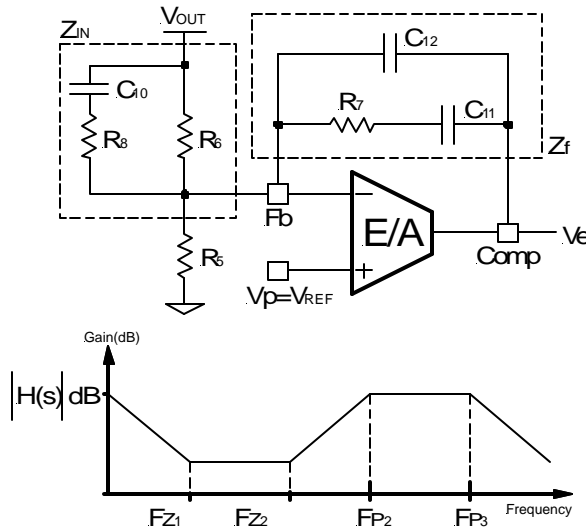 ZIN
VOUT
C12
C10
R8
R6
R7
C11
Zf
Fb
E/A
Comp
Ve
R5
Vp=VREF
Gain(dB)
|H(s)| dB
FZ1
FZ2
FP2
FP3
Frequency